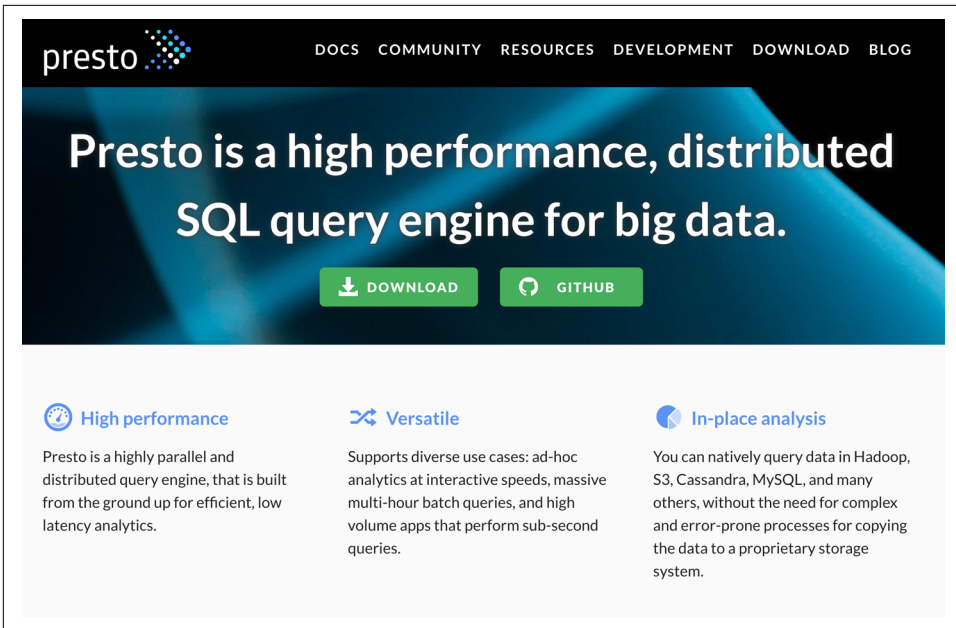 presto
DOCS COMMUNITY RESOURCES DEVELOPMENT DOWNLOAD BLOG
Presto is a high performance, distributed
SQL query engine for big data.
DOWNLOAD
GITHUB
High performance
Presto is a highly parallel and
distributed query engine, that is built
from the ground up for efficient, low
latency analytics.
Versatile
Supports diverse use cases: ad-hoc
analytics at interactive speeds, massive
multi-hour batch queries, and high
volume apps that perform sub-second
queries.
In-place analysis
You can natively query data in Hadoop,
S3, Cassandra, MySQL, and many
others, without the need for complex
and error-prone processes for copying
the data to a proprietary storage
system.